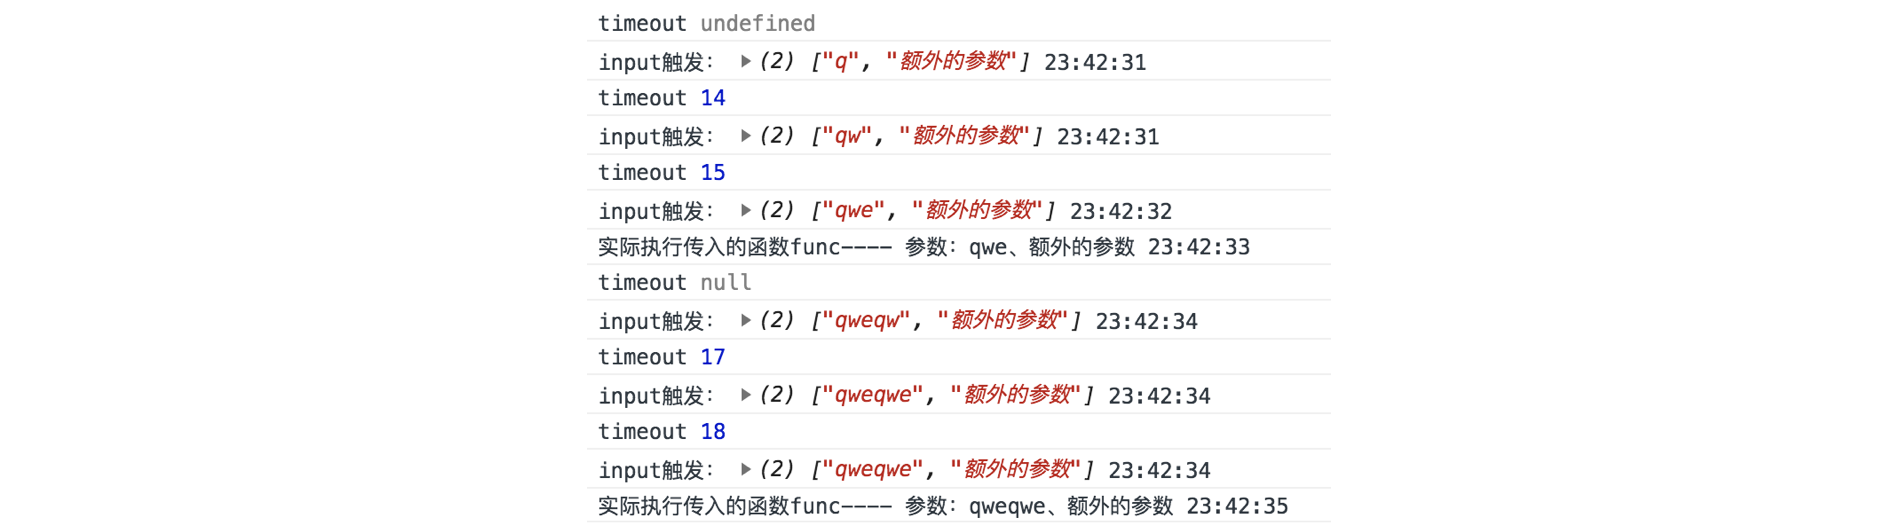 timeout undefined
input触发： ▶(2) ["q", "额外的参数"] 23:42:31
timeout 14
input触发： ▶(2) ["qw", "额外的参数"] 23:42:31
timeout 15
input触发： ▶(2) ["qwe", "额外的参数"] 23:42:32
实际执行传入的函数func---- 参数：qwe、额外的参数 23:42:33
timeout null
input触发： ▶(2) ["qweqw", "额外的参数"] 23:42:34
timeout 17
input触发： ▶(2) ["qweqwe", "额外的参数"] 23:42:34
timeout 18
input触发： ▶(2) ["qweqwe", "额外的参数"] 23:42:34
实际执行传入的函数func---- 参数：qweqwe、额外的参数 23:42:35